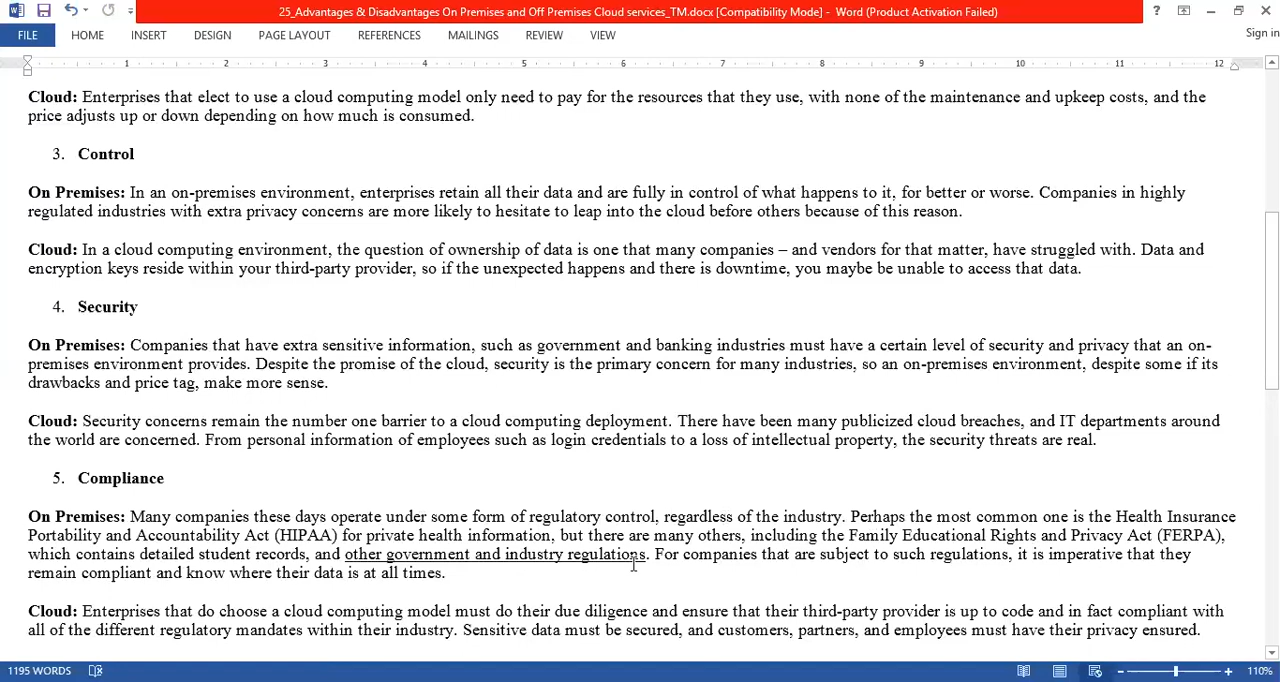 25_Advantages & Disadvantages On Premises and Off Premises Cloud services_TM.docx [Compatibility Mode] - Word (Product Activation Failed)
?
FILE HOME INSERT DESIGN PAGE LAYOUT REFERENCES MAILINGS REVIEW VIEW Sign in
1 2 3 4 5 6 7 8 9 10 11 12
Cloud: Enterprises that elect to use a cloud computing model only need to pay for the resources that they use, with none of the maintenance and upkeep costs, and the
price adjusts up or down depending on how much is consumed.
3. Control
On Premises: In an on-premises environment, enterprises retain all their data and are fully in control of what happens to it, for better or worse. Companies in highly
regulated industries with extra privacy concerns are more likely to hesitate to leap into the cloud before others because of this reason.
Cloud: In a cloud computing environment, the question of ownership of data is one that many companies – and vendors for that matter, have struggled with. Data and
encryption keys reside within your third-party provider, so if the unexpected happens and there is downtime, you maybe be unable to access that data.
4. Security
On Premises: Companies that have extra sensitive information, such as government and banking industries must have a certain level of security and privacy that an on-
premises environment provides. Despite the promise of the cloud, security is the primary concern for many industries, so an on-premises environment, despite some if its
drawbacks and price tag, make more sense.
Cloud: Security concerns remain the number one barrier to a cloud computing deployment. There have been many publicized cloud breaches, and IT departments around
the world are concerned. From personal information of employees such as login credentials to a loss of intellectual property, the security threats are real.
5. Compliance
On Premises: Many companies these days operate under some form of regulatory control, regardless of the industry. Perhaps the most common one is the Health Insurance
Portability and Accountability Act (HIPAA) for private health information, but there are many others, including the Family Educational Rights and Privacy Act (FERPA),
which contains detailed student records, and other government and industry regulations. For companies that are subject to such regulations, it is imperative that they
remain compliant and know where their data is at all times.
Cloud: Enterprises that do choose a cloud computing model must do their due diligence and ensure that their third-party provider is up to code and in fact compliant with
all of the different regulatory mandates within their industry. Sensitive data must be secured, and customers, partners, and employees must have their privacy ensured.
1195 WORDS 110%